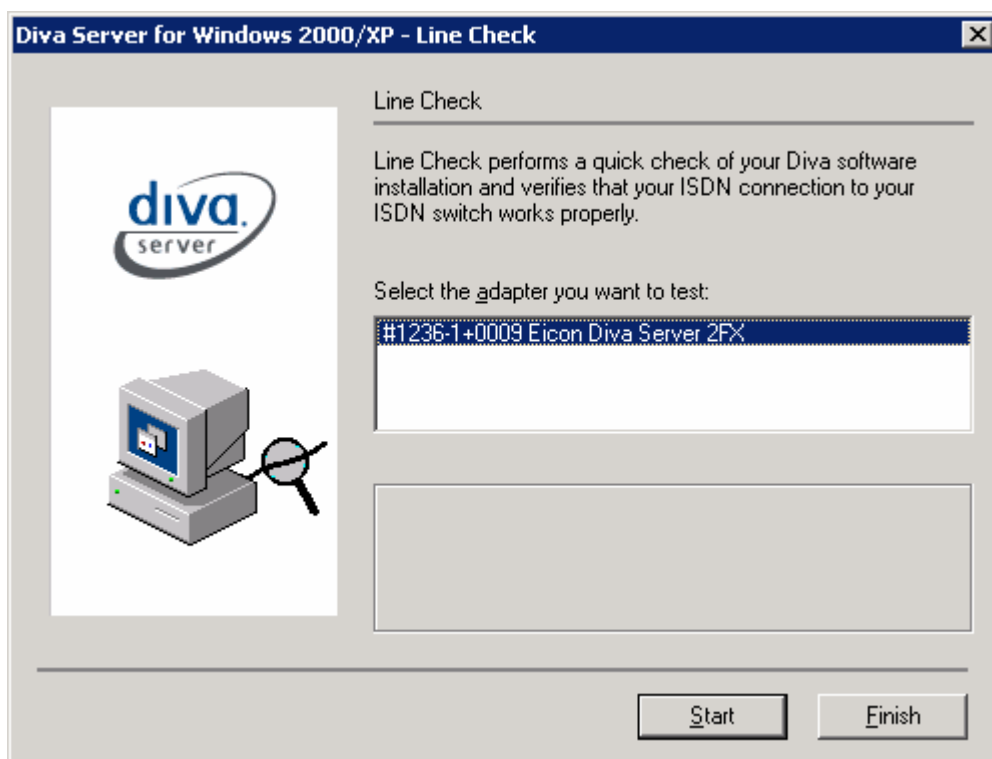 Diva Server for Windows 2000/XP - Line Check
diva.
server
Line Check
Line Check performs a quick check of your Diva software
installation and verifies that your ISDN connection to your
ISDN switch works properly.
Select the adapter you want to test:
#1236-1+0009 Eicon Diva Server 2FX
Start
Finish